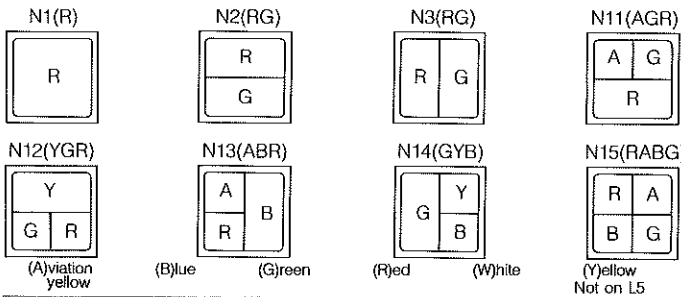 N1(R) N2(RG) N3(RG) N11(AGR)
R
R
G
R G
A G
R
N12(YGR) N13(ABR) N14(GYB) N15(RABG)
Y
G R
A
R
B
G
Y
B
R A
B G
(A)viation yellow (B)lue (G)reen (R)ed (W)hite (Y)ellow
Not on L5